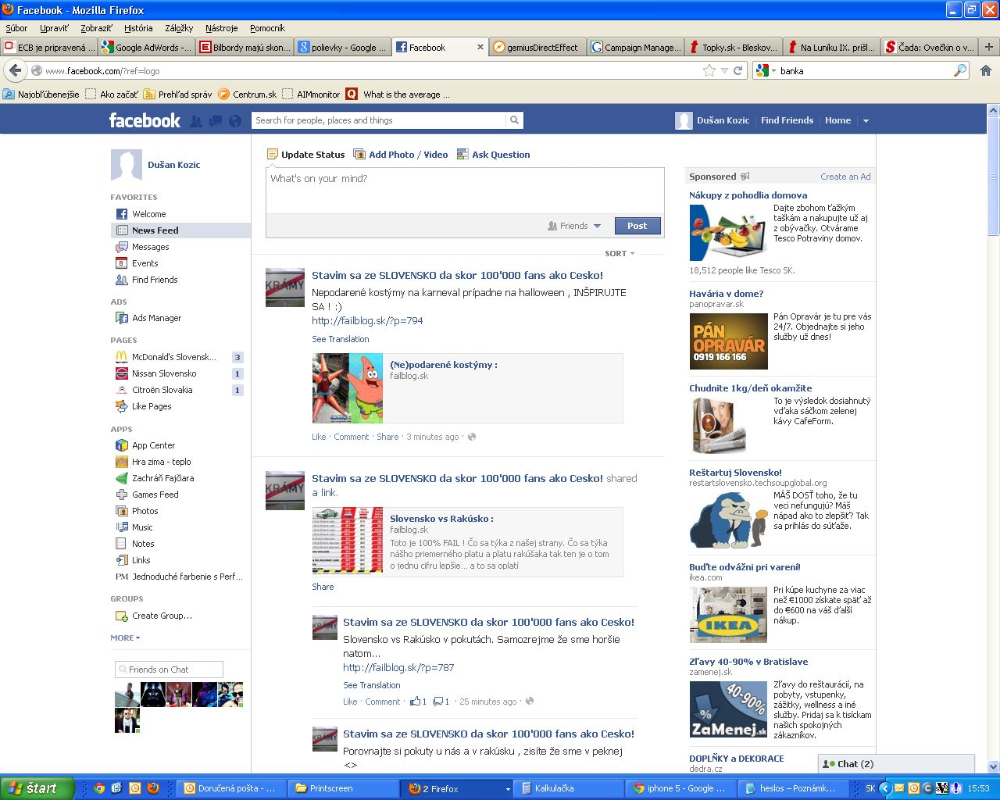 Facebook - Mozilla Firefox
Súbor Upraviť Zobraziť História Záložky Nástroje Pomocník
ECB je pripravená ...
Google AdWords -...
Bilbordy majú skon...
polievky - Google ...
Facebook
gemiusDirectEffect
Campaign Manage...
Topky.sk - Bleskov...
Na Luníku IX. prišl...
Čada: Ovečkin o v...
www.facebook.com/?ref=logo
banka
Najobľúbenejšie Ako začať Prehľad správ Centrum.sk AIMmonitor What is the average ...
facebook
Search for people, places and things
Dušan Kozic Find Friends Home
Dušan Kozic
FAVORITES
Welcome
News Feed
Messages
Events
Find Friends
ADS
Ads Manager
PAGES
McDonald's Slovensk... 3
Nissan Slovensko 1
Citroën Slovakia 1
Like Pages
APPS
App Center
Hra zima - teplo
Zachráň Fajčiara
Games Feed
Photos
Music
Notes
Links
PM Jednoduché farbenie s Perf...
GROUPS
Create Group...
MORE
Friends on Chat
Update Status Add Photo / Video Ask Question
What's on your mind?
Friends Post
SORT
KRÁMY
Stavim sa ze SLOVENSKO da skor 100'000 fans ako Cesko!
Nepodarené kostýmy na karneval prípadne na halloween , INŠPIRUJTE
SA ! :)
http://failblog.sk/?p=794
See Translation
(Ne)podarené kostýmy :
failblog.sk
Like · Comment · Share · 3 minutes ago ·
KRÁMY
Stavim sa ze SLOVENSKO da skor 100'000 fans ako Cesko! shared
a link.
Slovensko vs Rakúsko :
failblog.sk
Toto je 100% FAIL ! Čo sa týka z našej strany. Čo sa týka
nášho priemerného platu a platu rakúšaka tak ten je o tom
o jednu cifru lepšie... a to sa oplatí
Share
Stavim sa ze SLOVENSKO da skor 100'000 fans ako Cesko!
Slovensko vs Rakúsko v pokutách. Samozrejme že sme horšie
natom...
http://failblog.sk/?p=787
See Translation
Like · Comment · 1 1 · 25 minutes ago ·
Stavim sa ze SLOVENSKO da skor 100'000 fans ako Cesko!
Porovnajte si pokuty u nás a v rakúsku , zisíte že sme v peknej
<>
Sponsored Create an Ad
Nákupy z pohodlia domova
Dajte zbohom ťažkým
taškám a nakupujte už aj
z obývačky. Otvárame
Tesco Potraviny domov.
18,512 people like Tesco SK.
Havária v dome?
panopravar.sk
PÁN
OPRAVÁR
0919 166 166
Pán Opravár je tu pre vás
24/7. Objednajte si jeho
služby už dnes!
Chudnite 1kg/deň okamžite
To je výsledok dosiahnutý
vďaka sáčkom zelenej
kávy CafeForm.
Reštartuj Slovensko!
restartslovensko.techsoupglobal.org
MÁŠ DOSŤ toho, že tu
veci nefungujú? Máš
nápad ako to zlepšiť? Tak
sa prihlás do súťaže.
Buďte odvážni pri varení!
ikea.com
IKEA
Pri kúpe kuchyne za viac
než €1000 získate späť až
do €600 na váš ďalší
nákup.
Zľavy 40-90% v Bratislave
zamenej.sk
40-90%
%
ZaMenej.sk
Zľavy do reštaurácií, na
pobyty, vstupenky,
zážitky, wellness a iné
služby. Pridaj sa k tisíckam
našich spokojných
zákazníkov.
DOPLŇKY a DEKORACE
dedra.cz
Chat (2)
štart
Doručená pošta - ...
Printscreen
2 Firefox
Kalkulačka
iphone 5 - Google ...
heslos – Poznámk...
SK
15:53